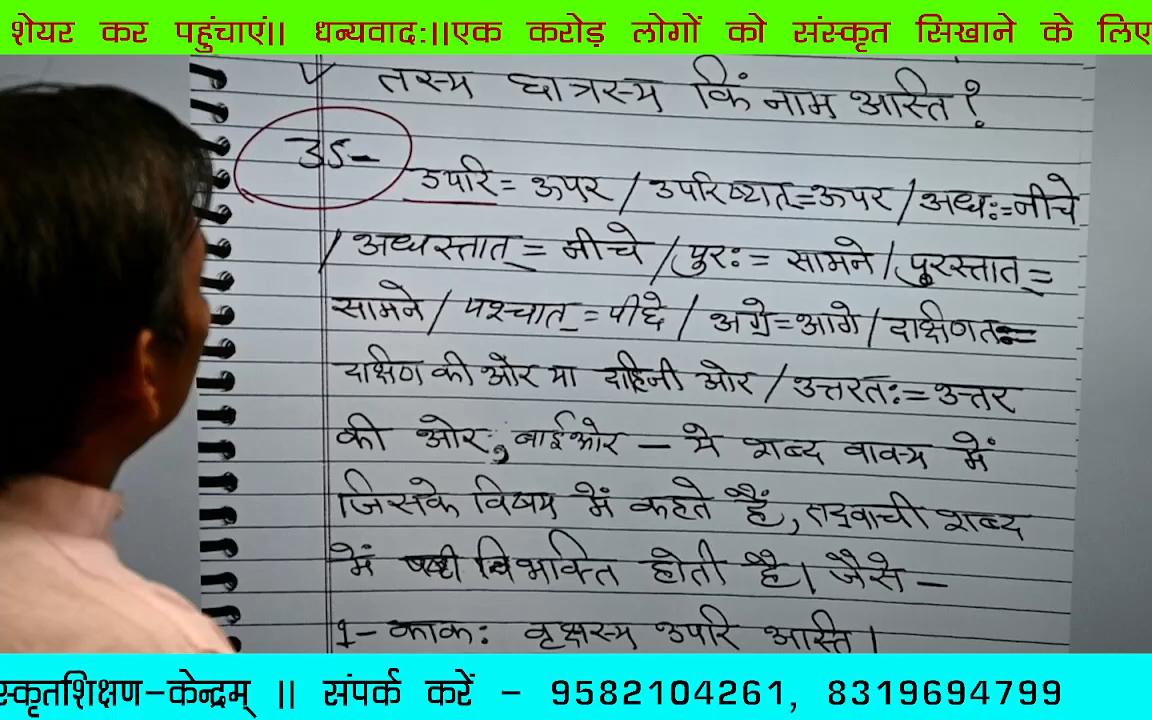 शेयर कर पहुंचाएं॥ धन्यवादः॥एक करोड़ लोगों को संस्कृत सिखाने के लिए
तस्य छात्रस्य किं नाम अस्ति?
उ5-
उपरि = ऊपर / उपरिष्यात् = ऊपर / अधः = नीचे
/ अधस्तात् = नीचे / पुरः = सामने / पुरस्तात् =
सामने / पश्चात् = पीछे / अग्रे = आगे / दक्षिणतः =
दक्षिण की ओर या दाहिनी ओर / उत्तरतः = उत्तर
की ओर, बाईओर - ये शब्द वाक्य में
जिसके विषय में कहते हैं, तद्वाची शब्द
में षष्ठी विभक्ति होती है। जैसे -
1- काकः वृक्षस्य उपरि अस्ति।
स्कृतशिक्षण-केन्द्रम् || संपर्क करें - 9582104261, 8319694799